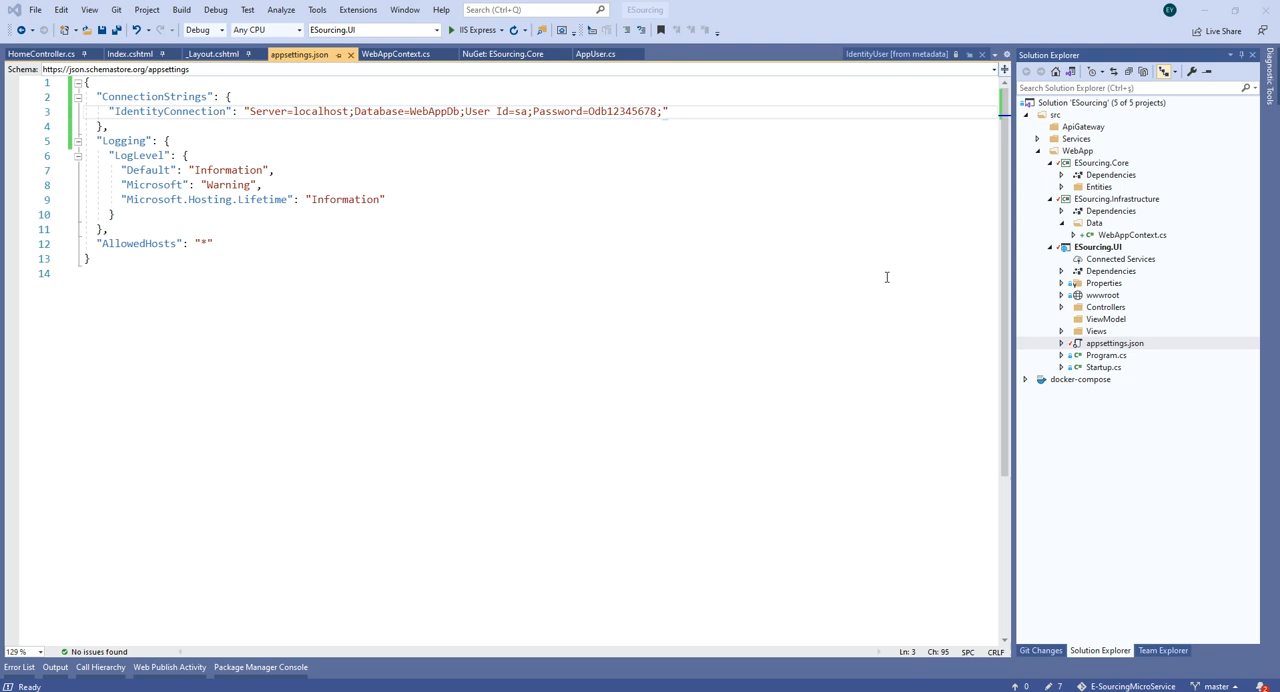 File Edit View Git Project Build Debug Test Analyze Tools Extensions Window Help Search (Ctrl+Q) ESourcing EY
Debug Any CPU ESourcing.UI IIS Express Live Share
HomeController.cs Index.cshtml _Layout.cshtml appsettings.json WebAppContext.cs NuGet: ESourcing.Core AppUser.cs IdentityUser [from metadata]
Schema: https://json.schemastore.org/appsettings
1 {
2 "ConnectionStrings": {
3 "IdentityConnection": "Server=localhost;Database=WebAppDb;User Id=sa;Password=Odb12345678;"
4 },
5 "Logging": {
6 "LogLevel": {
7 "Default": "Information",
8 "Microsoft": "Warning",
9 "Microsoft.Hosting.Lifetime": "Information"
10 }
11 },
12 "AllowedHosts": "*"
13 }
14
129 % No issues found Ln: 3 Ch: 95 SPC CRLF
Solution Explorer
Search Solution Explorer (Ctrl+ş)
Solution 'ESourcing' (5 of 5 projects)
src
ApiGateway
Services
WebApp
ESourcing.Core
Dependencies
Entities
ESourcing.Infrastructure
Dependencies
Data
WebAppContext.cs
ESourcing.UI
Connected Services
Dependencies
Properties
wwwroot
Controllers
ViewModel
Views
appsettings.json
Program.cs
Startup.cs
docker-compose
Git Changes Solution Explorer Team Explorer
Diagnostic Tools
Error List Output Call Hierarchy Web Publish Activity Package Manager Console
Ready 0 7 E-SourcingMicroService master 2